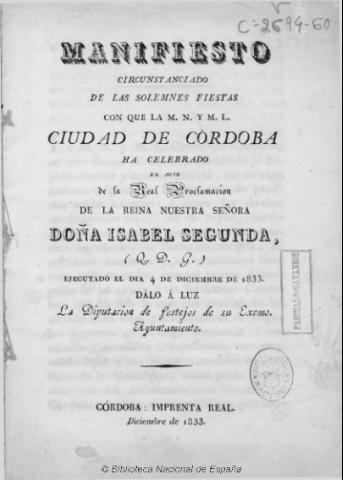 C-2694-60
MANIFIESTO
CIRCUNSTANCIADO
DE LAS SOLEMNES FIESTAS
CON QUE LA M. N. Y M. L.
CIUDAD DE CÓRDOBA
HA CELEBRADO
EL ACTO
de la Real Proclamacion
DE LA REINA NUESTRA SEÑORA
DOÑA ISABEL SEGUNDA,
(Q. D. G.)
EJECUTADO EL DIA 4 DE DICIEMBRE DE 1833.
DÁLO Á LUZ
La Diputacion de festejos de su Excmo.
Ayuntamiento.
CÓRDOBA: IMPRENTA REAL.
Diciembre de 1833.
© Biblioteca Nacional de España